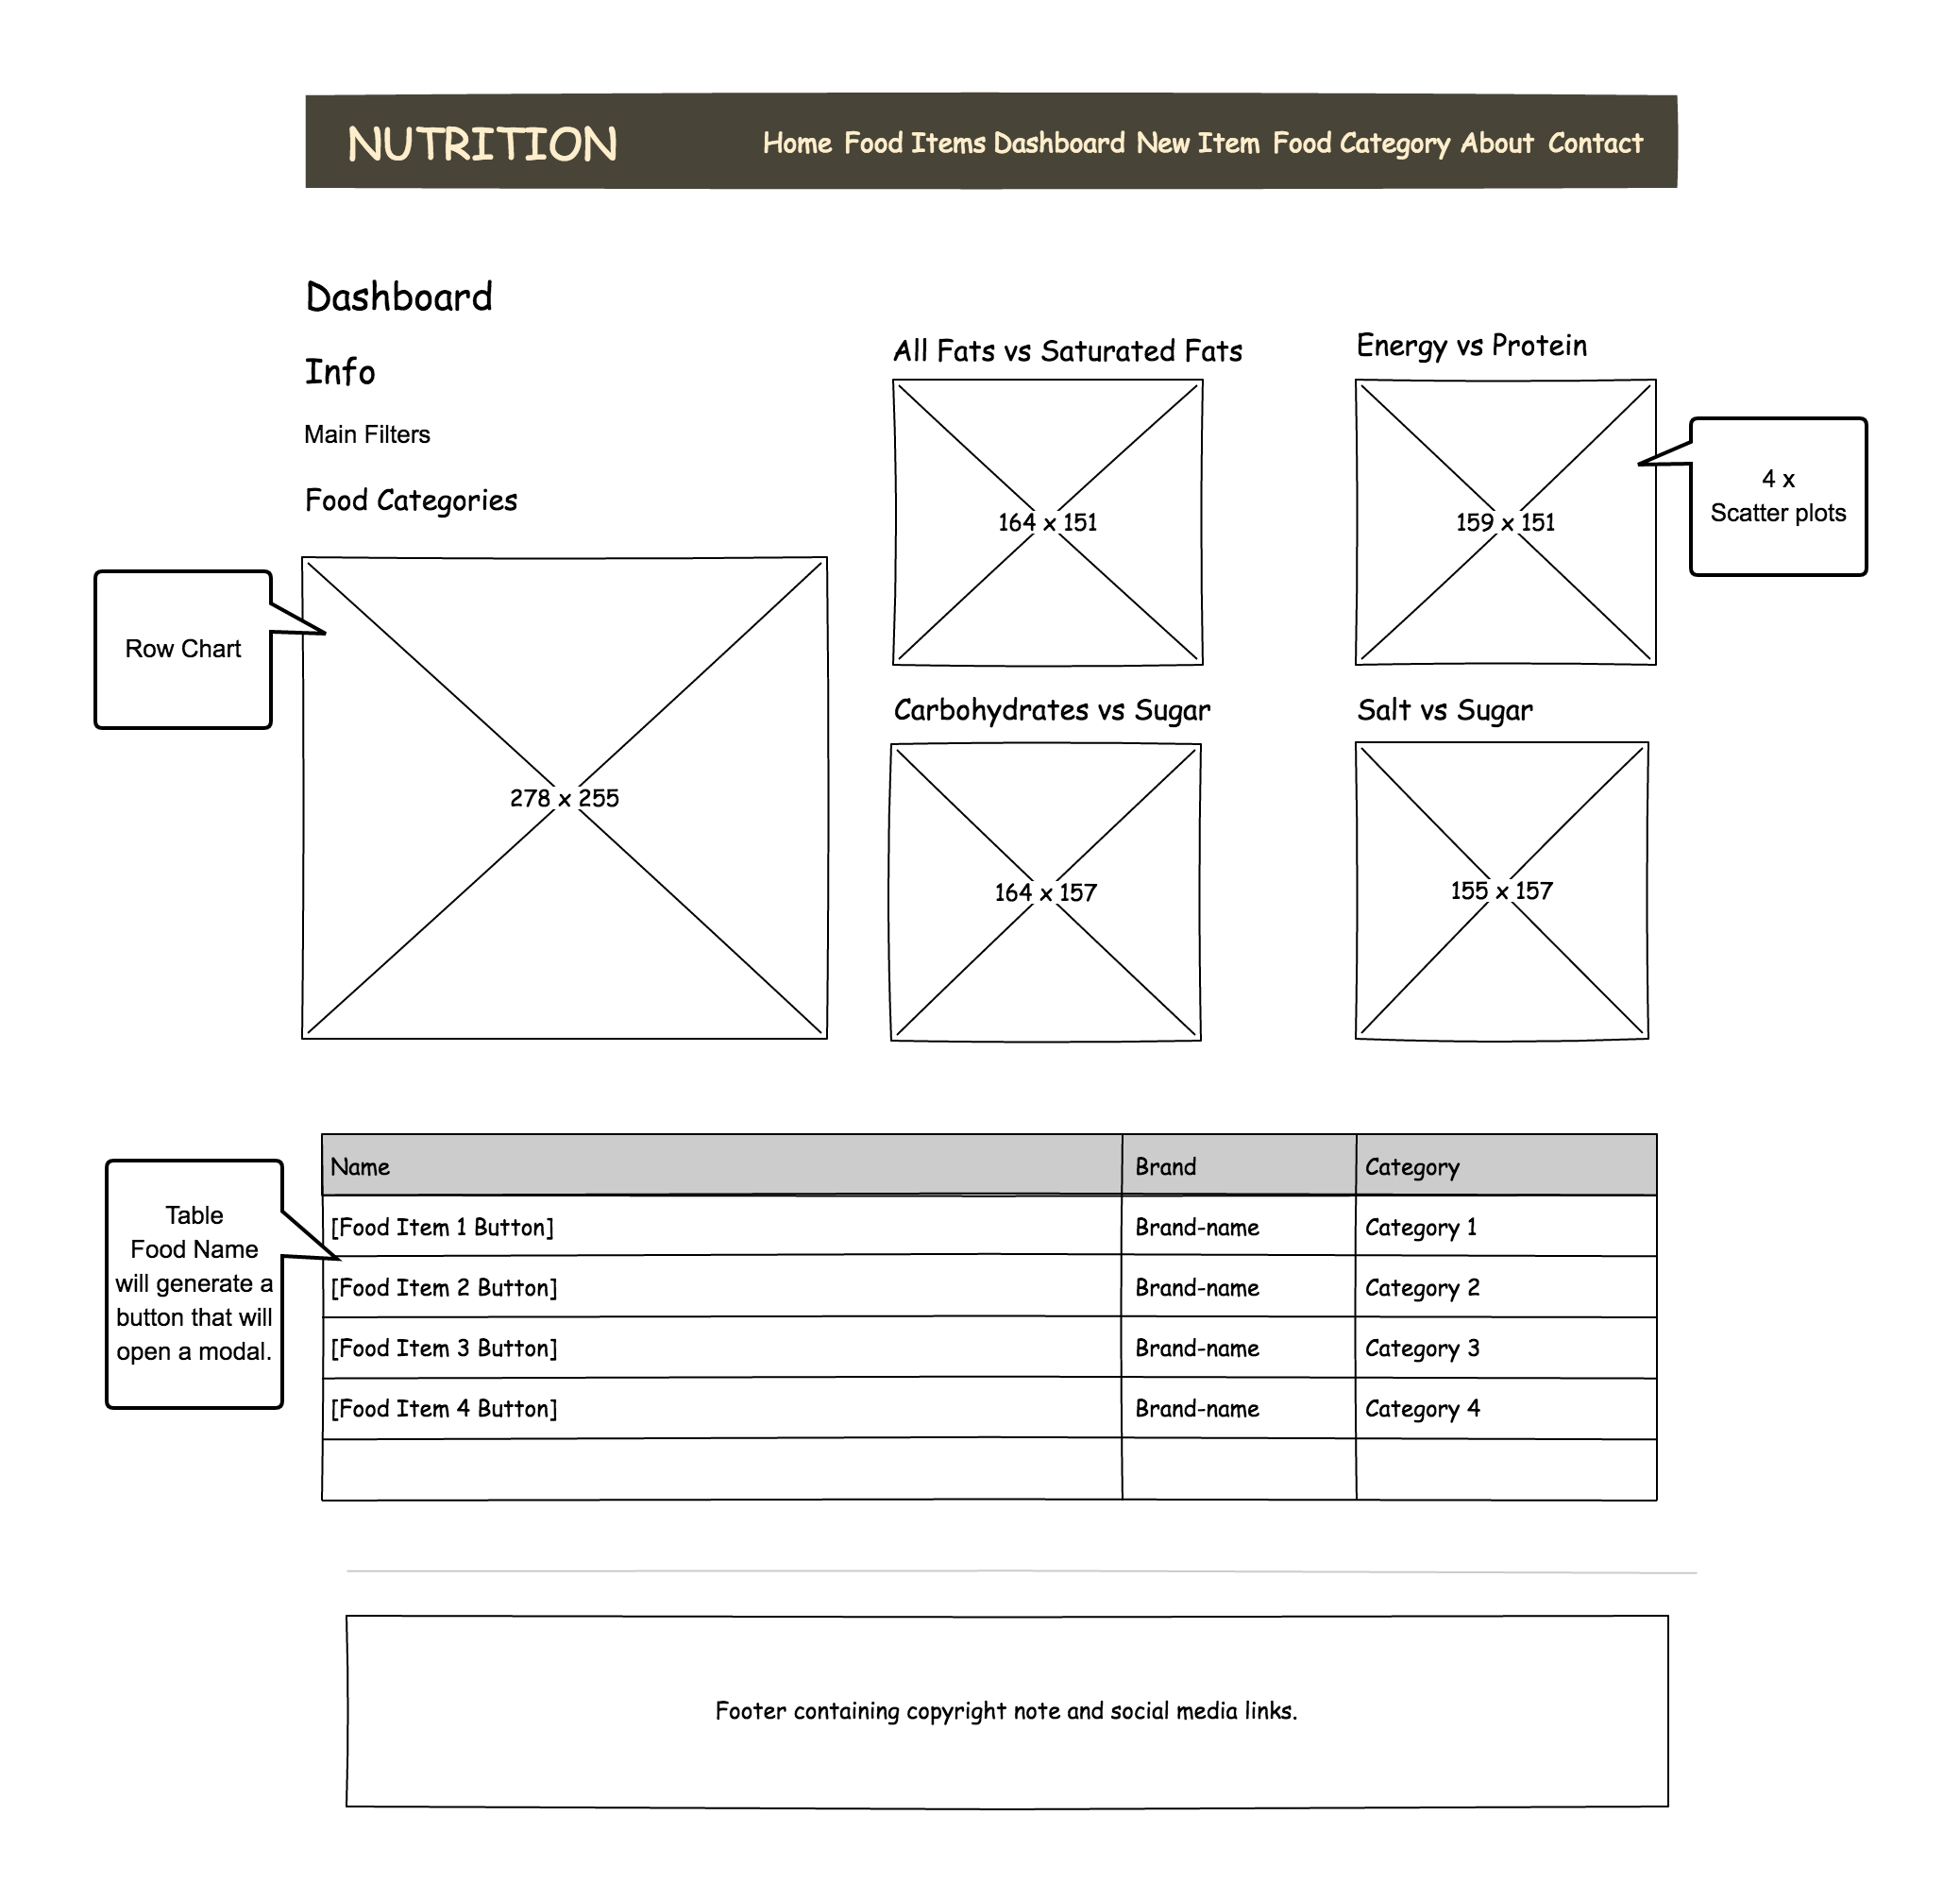 NUTRITION
Home Food Items Dashboard New Item Food Category About Contact
Dashboard
Info
Main Filters
Food Categories
Row Chart
278 x 255
All Fats vs Saturated Fats
164 x 151
Energy vs Protein
159 x 151
4 x
Scatter plots
Carbohydrates vs Sugar
164 x 157
Salt vs Sugar
155 x 157
Table
Food Name
will generate a
button that will
open a modal.
Name Brand Category
[Food Item 1 Button] Brand-name Category 1
[Food Item 2 Button] Brand-name Category 2
[Food Item 3 Button] Brand-name Category 3
[Food Item 4 Button] Brand-name Category 4
Footer containing copyright note and social media links.